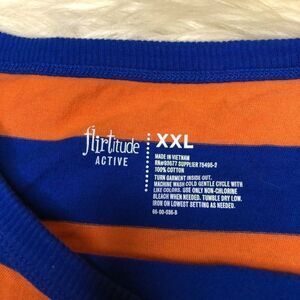 flirtitude
ACTIVE
XXL
MADE IN VIETNAM
RN#93677 SUPPLIER 75495-2
100% COTTON
TURN GARMENT INSIDE OUT.
MACHINE WASH COLD GENTLE CYCLE WITH
LIKE COLORS. USE ONLY NON-CHLORINE
BLEACH WHEN NEEDED. TUMBLE DRY LOW.
IRON ON LOWEST SETTING AS NEEDED.